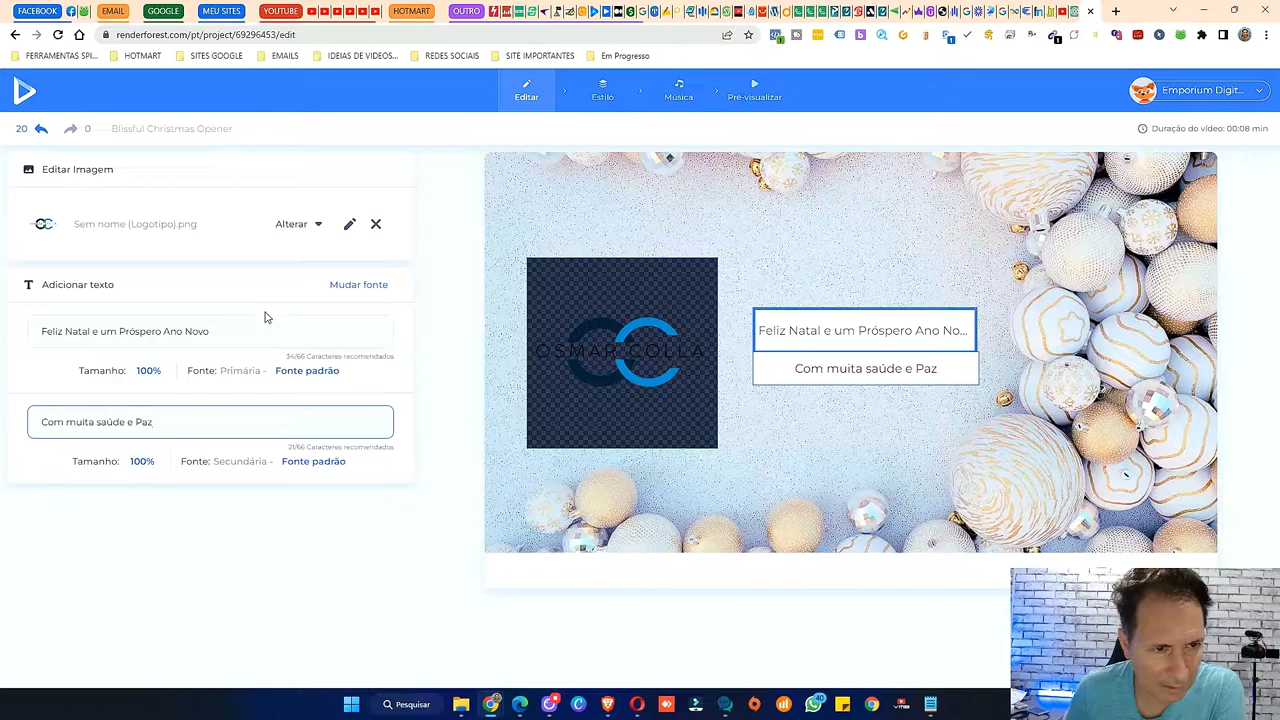 FACEBOOK EMAIL GOOGLE MEU SITES YOUTUBE HOTMART OUTRO
renderforest.com/pt/project/69296453/edit
FERRAMENTAS SPI... HOTMART SITES GOOGLE EMAILS IDEIAS DE VIDEOS... REDES SOCIAIS SITE IMPORTANTES Em Progresso
Editar Estilo Música Pré-visualizar Emporium Digit...
20 0 Blissful Christmas Opener Duração do vídeo: 00:08 min
Editar Imagem
Sem nome (Logotipo).png Alterar
T Adicionar texto Mudar fonte
Feliz Natal e um Próspero Ano Novo
34/66 Caracteres recomendados
Tamanho: 100% Fonte: Primária - Fonte padrão
Com muita saúde e Paz
21/66 Caracteres recomendados
Tamanho: 100% Fonte: Secundária - Fonte padrão
Feliz Natal e um Próspero Ano No...
Com muita saúde e Paz
Pesquisar
40